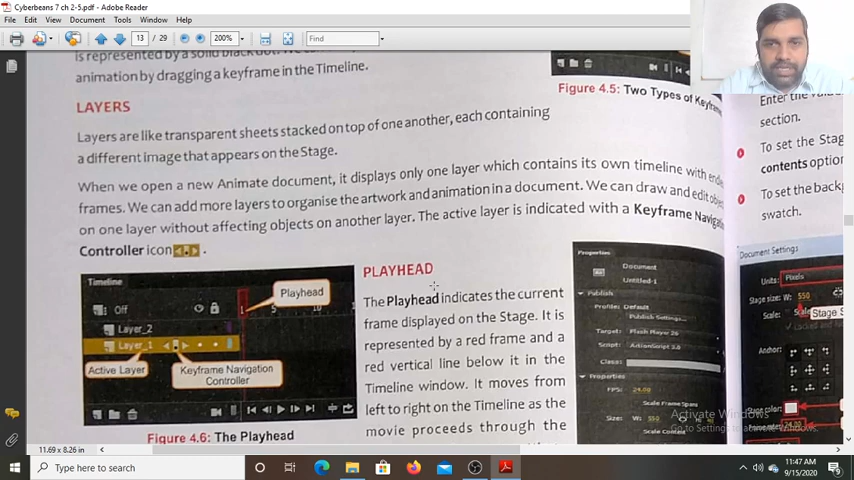 Cyberbeans 7 ch 2-5.pdf - Adobe Reader
File Edit View Document Tools Window Help
13 / 29
200%
Find
is represented by a solid black dot.
animation by dragging a keyframe in the Timeline.
LAYERS
Layers are like transparent sheets stacked on top of one another, each containing
a different image that appears on the Stage.
When we open a new Animate document, it displays only one layer which contains its own timeline with
frames. We can add more layers to organise the artwork and animation in a document. We can draw and edit
on one layer without affecting objects on another layer. The active layer is indicated with a Keyframe
Controller icon .
Timeline
Off
1 5 10
Playhead
Layer_2
Layer_1
Active Layer
Keyframe Navigation
Controller
Figure 4.6: The Playhead
PLAYHEAD
The Playhead indicates the current
frame displayed on the Stage. It is
represented by a red frame and a
red vertical line below it in the
Timeline window. It moves from
left to right on the Timeline as the
movie proceeds through the
Figure 4.5: Two Types of
Properties
Document
Untitled-1
Publish
Profile: Default
Publish Settings...
Target: Flash Player 26
Script: ActionScript 3.0
Class:
Properties
FPS: 24.00
Scale Frame Spans
Size: W: 550
Scale Content
Enter the
section.
To set the Stag
contents optio
To set the
swatch.
Document Settings
Units: Pixels
Stage size: W: 550
Stage S
Anchor:
Stage color:
24.00
Activate Windows
Go to Settings to activate Windows.
11.69 x 8.26 in
Type here to search
11:47 AM
9/15/2020